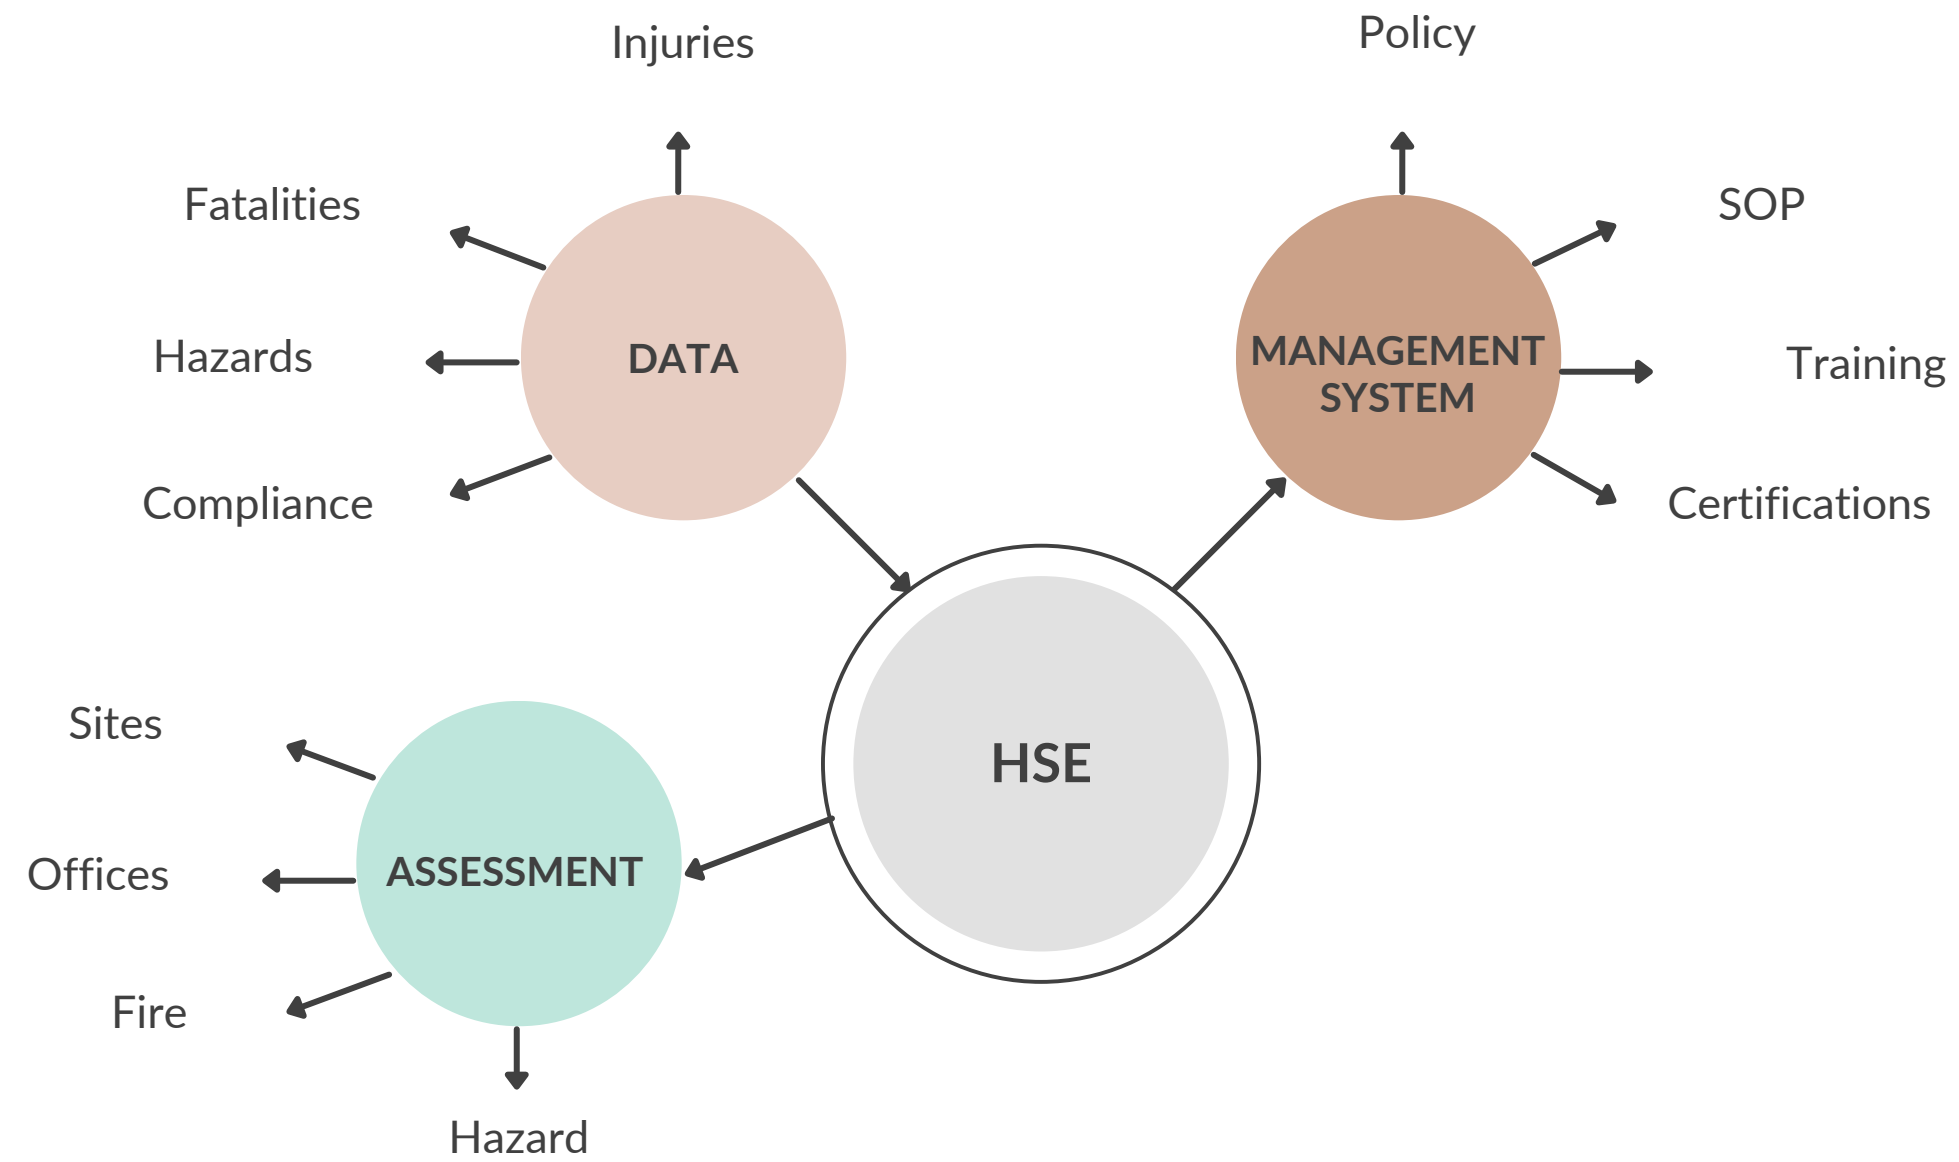 Injuries
Policy
Fatalities
SOP
Hazards
DATA
MANAGEMENT
SYSTEM
Training
Compliance
Certifications
Sites
HSE
Offices
ASSESSMENT
Fire
Hazard